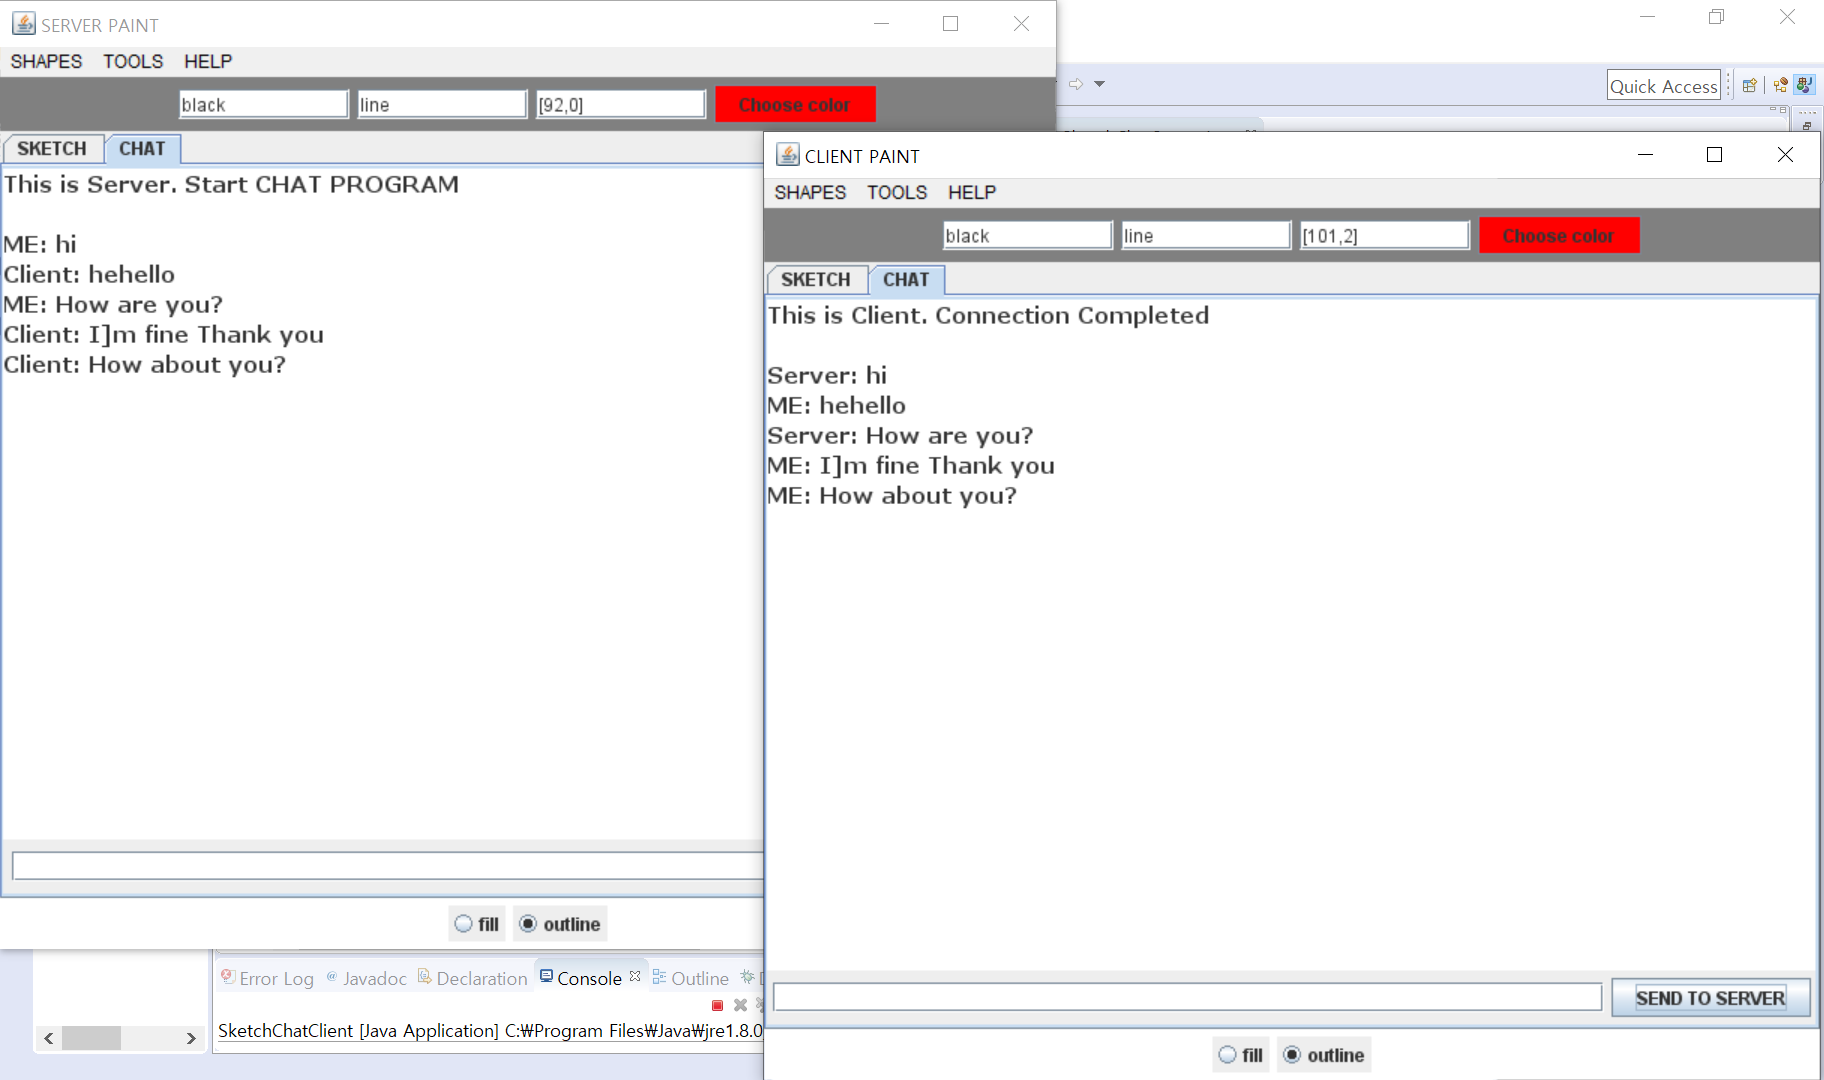 SERVER PAINT
SHAPES TOOLS HELP
black line [92,0] Choose color
SKETCH CHAT
This is Server. Start CHAT PROGRAM
ME: hi
Client: hehello
ME: How are you?
Client: I]m fine Thank you
Client: How about you?
fill outline
Quick Access
CLIENT PAINT
SHAPES TOOLS HELP
black line [101,2] Choose color
SKETCH CHAT
This is Client. Connection Completed
Server: hi
ME: hehello
Server: How are you?
ME: I]m fine Thank you
ME: How about you?
SEND TO SERVER
fill outline
Error Log Javadoc Declaration Console Outline
SketchChatClient [Java Application] C:₩Program Files₩Java₩jre1.8.0